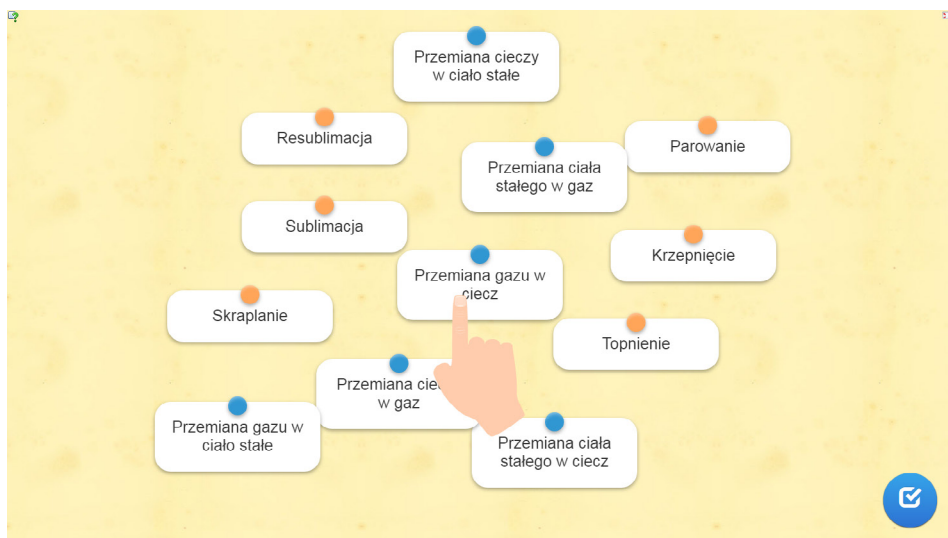 Przemiana cieczy
w ciało stałe
Resublimacja
Parowanie
Przemiana ciała
stałego w gaz
Sublimacja
Krzepnięcie
Przemiana gazu w
ciecz
Skraplanie
Topnienie
Przemiana
w gaz
Przemiana gazu w
ciało stałe
Przemiana ciała
stałego w ciecz